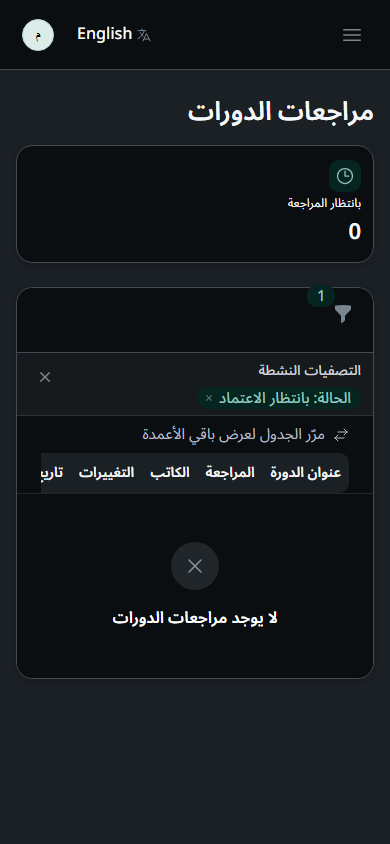 English
م
مراجعات الدورات
بانتظار المراجعة
0
1
التصفيات النشطة
الحالة: بانتظار الاعتماد
مرّر الجدول لعرض باقي الأعمدة
عنوان الدورة المراجعة الكاتب التغييرات تاريع
لا يوجد مراجعات الدورات